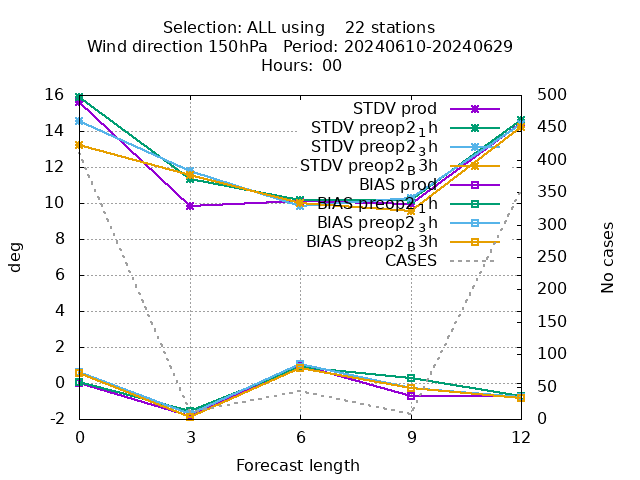 Selection: ALL using    22 stations
Wind direction 150hPa   Period: 20240610-20240629
Hours: 00
16
14
12
10
8
6
4
2
0
-2
500
450
400
350
300
250
200
150
100
50
0
STDV prod
STDV preop2₁h
STDV preop2₃h
STDV preop2_B3h
BIAS prod
BIAS preop2₁h
BIAS preop2₃h
BIAS preop2_B3h
CASES
deg
No cases
0 3 6 9 12
Forecast length